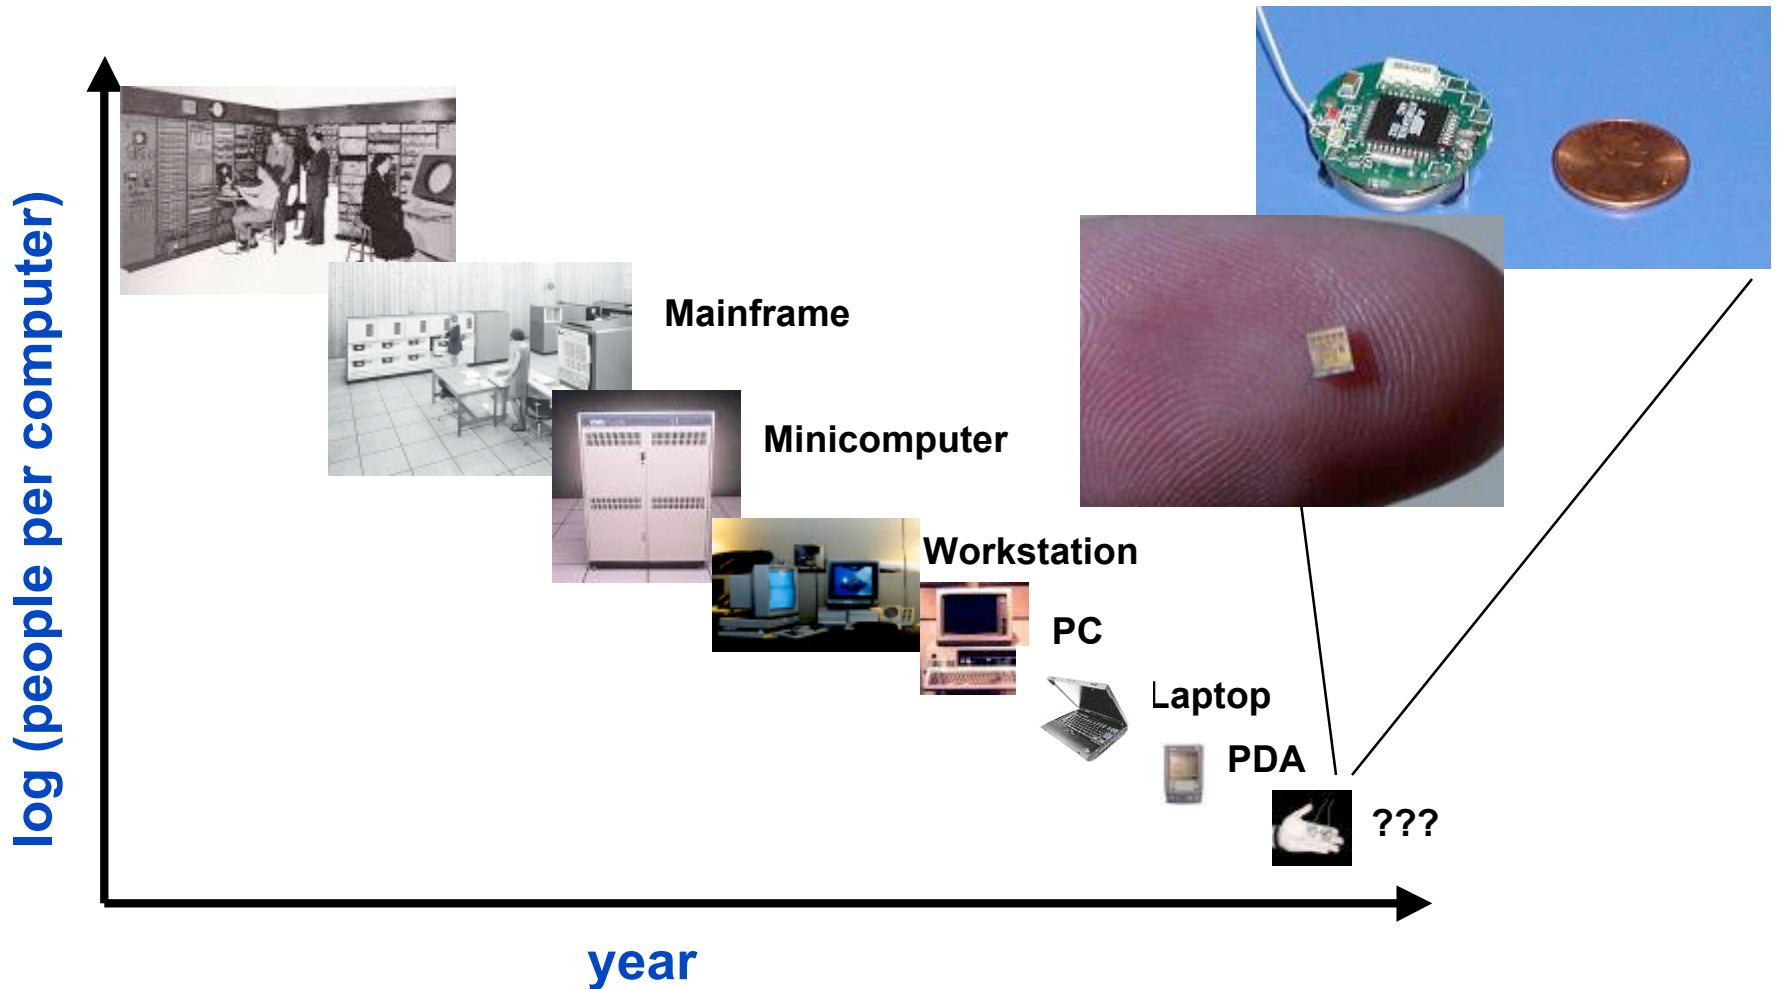 log (people per computer)
Mainframe
Minicomputer
Workstation
PC
Laptop
PDA
???
year